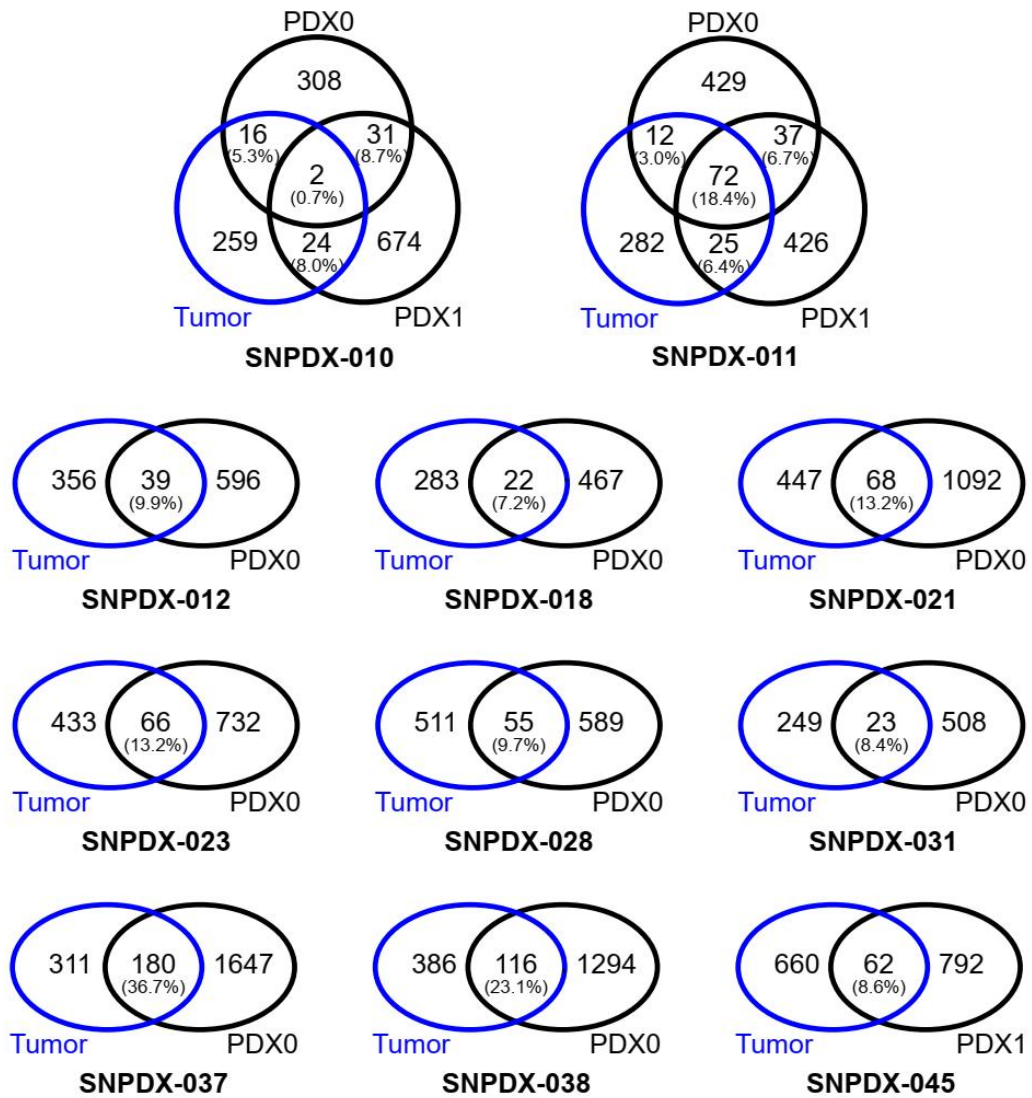 PDX0 PDX0
308 429
16 31 12 37
(5.3%) (8.7%) (3.0%) (6.7%)
2 72
(0.7%) (18.4%)
259 24 674 282 25 426
(8.0%) (6.4%)
Tumor PDX1 Tumor PDX1
SNPDX-010 SNPDX-011
356 39 596 283 22 467 447 68 1092
(9.9%) (7.2%) (13.2%)
Tumor PDX0 Tumor PDX0 Tumor PDX0
SNPDX-012 SNPDX-018 SNPDX-021
433 66 732 511 55 589 249 23 508
(13.2%) (9.7%) (8.4%)
Tumor PDX0 Tumor PDX0 Tumor PDX0
SNPDX-023 SNPDX-028 SNPDX-031
311 180 1647 386 116 1294 660 62 792
(36.7%) (23.1%) (8.6%)
Tumor PDX0 Tumor PDX0 Tumor PDX1
SNPDX-037 SNPDX-038 SNPDX-045